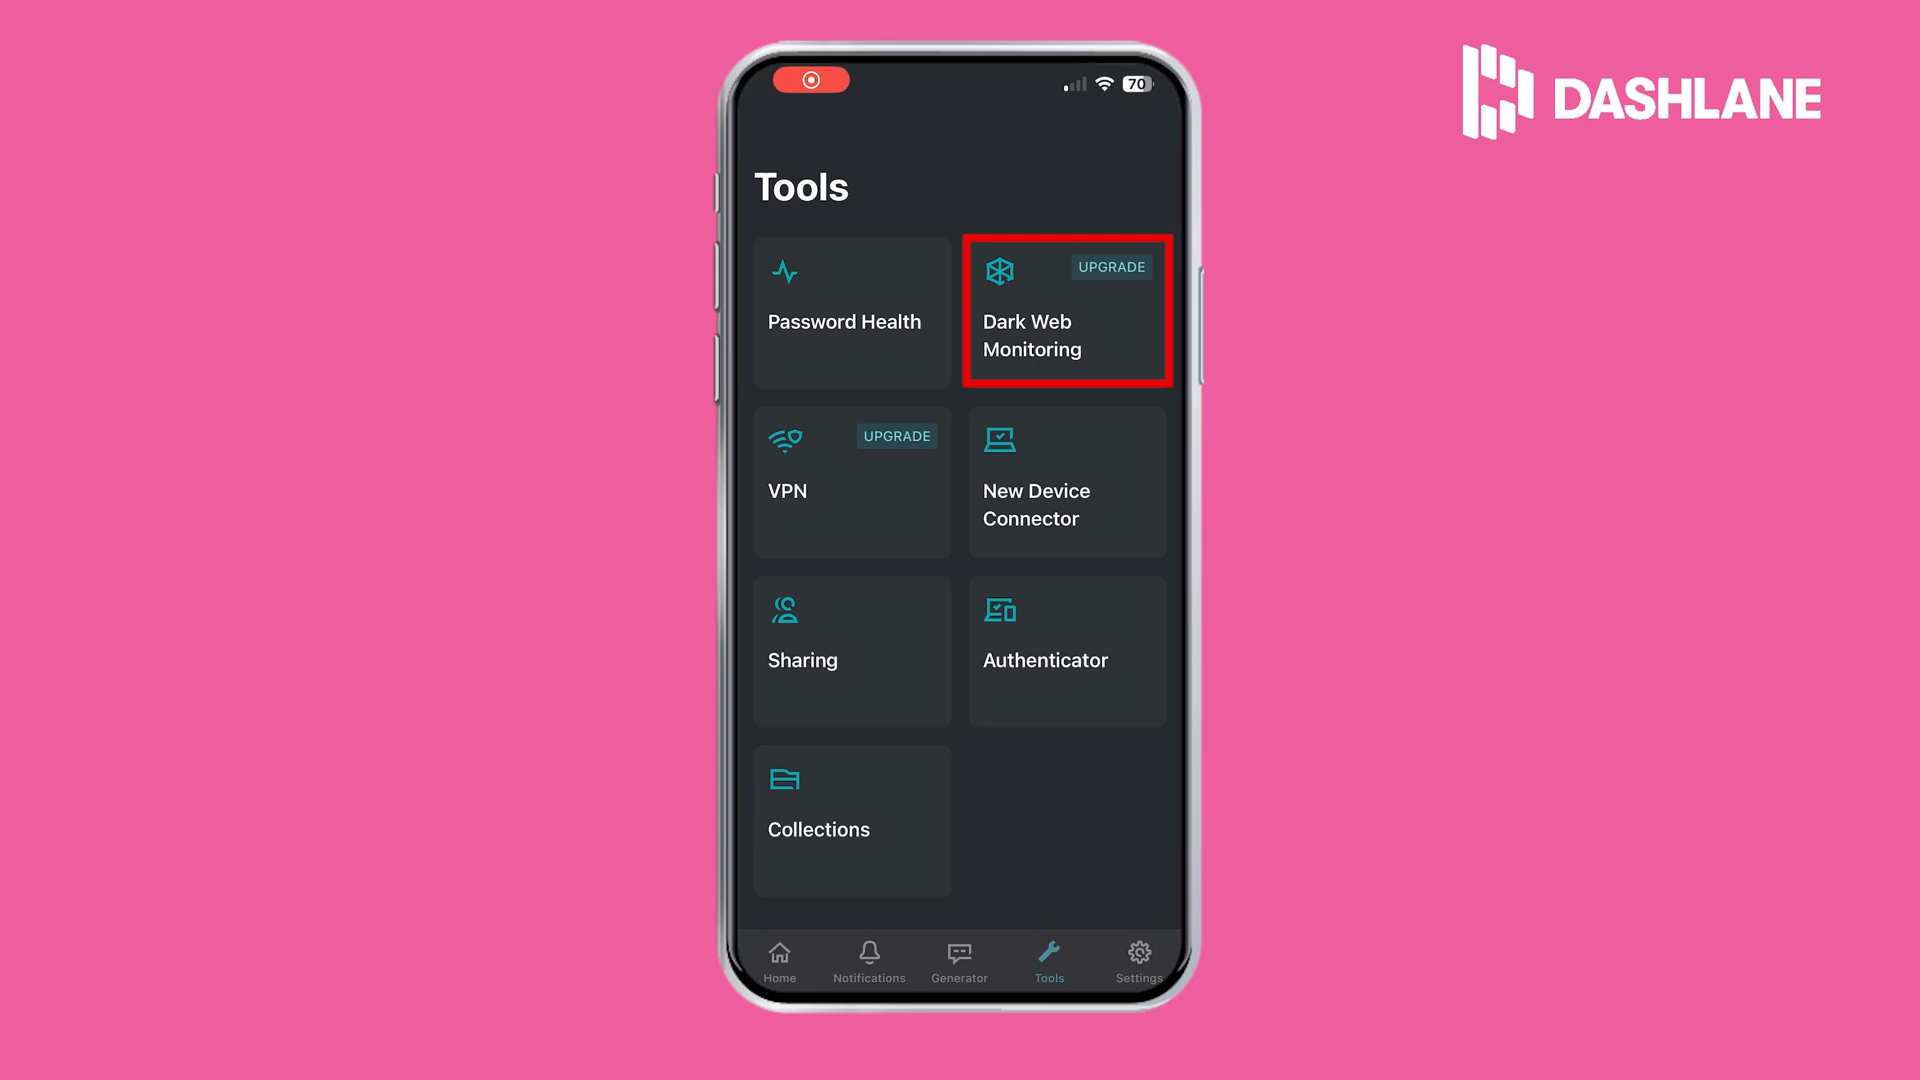 70
DASHLANE
Tools
Password Health
UPGRADE
Dark Web
Monitoring
UPGRADE
VPN
New Device
Connector
Sharing
Authenticator
Collections
Home
Notifications
Generator
Tools
Settings